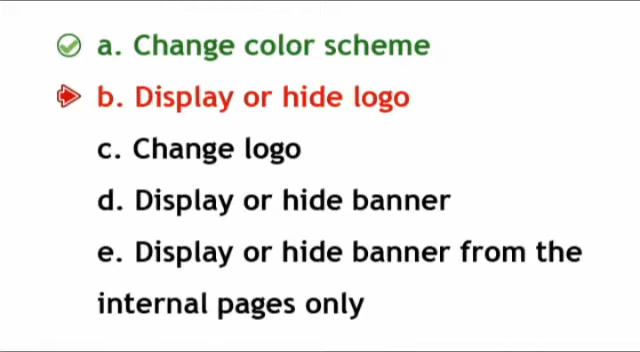 a. Change color scheme
b. Display or hide logo
c. Change logo
d. Display or hide banner
e. Display or hide banner from the
internal pages only